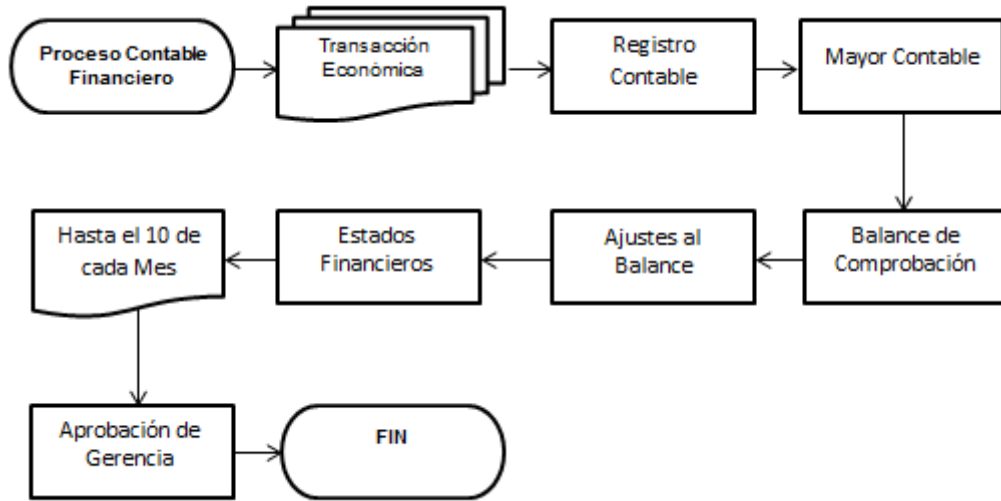 Proceso Contable
Financiero
Transacción
Económica
Registro
Contable
Mayor Contable
Balance de
Comprobación
Ajustes al
Balance
Estados
Financieros
Hasta el 10 de
cada Mes
Aprobación de
Gerencia
FIN